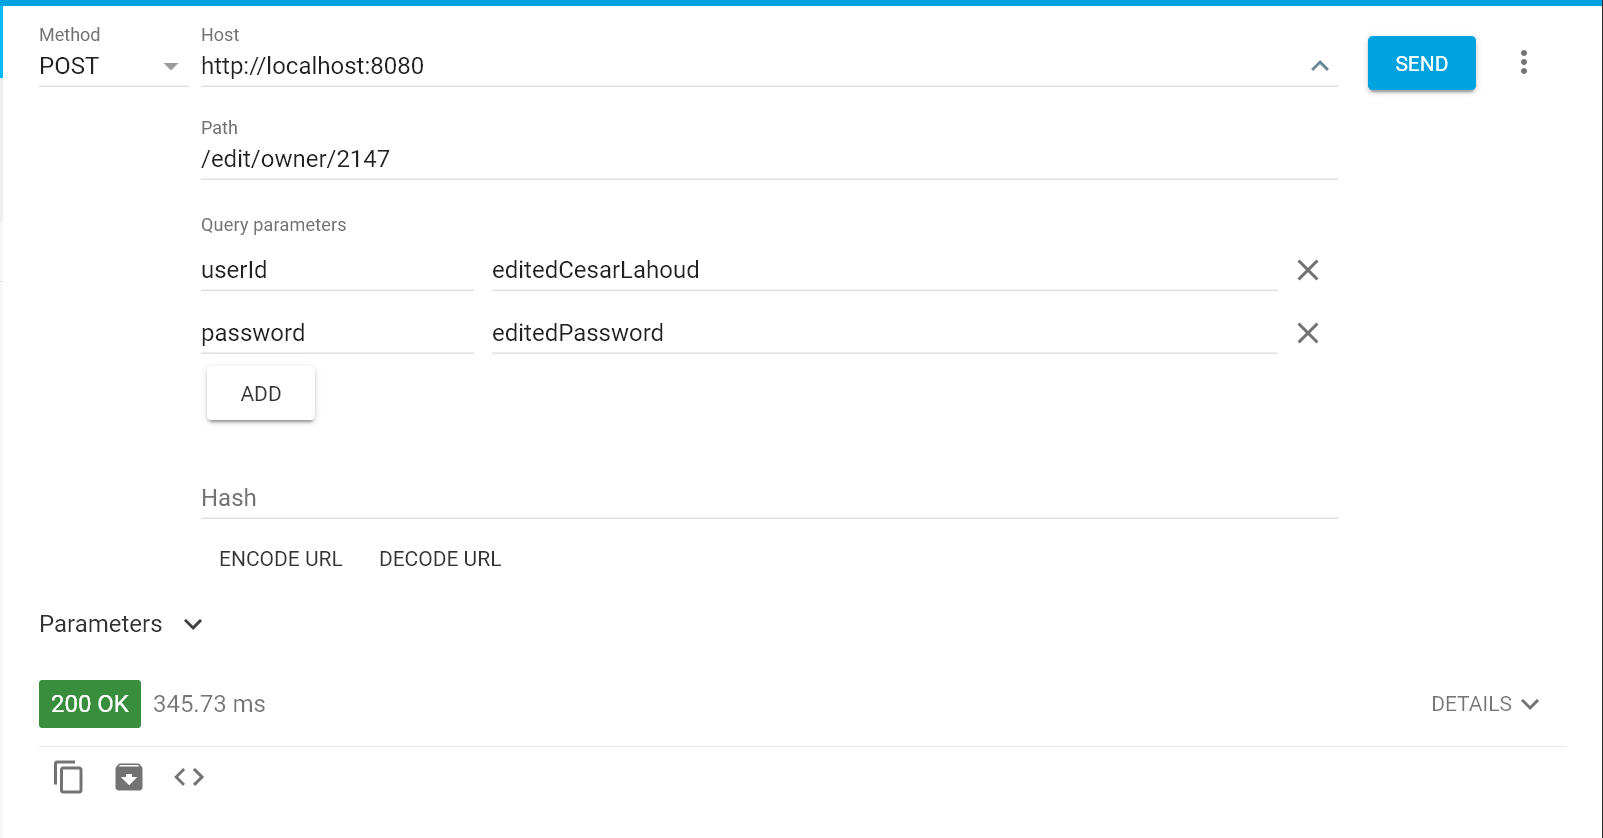 Method
Host
POST
http://localhost:8080
SEND
Path
/edit/owner/2147
Query parameters
userId
editedCesarLahoud
password
editedPassword
ADD
Hash
ENCODE URL
DECODE URL
Parameters
200 OK
345.73 ms
DETAILS